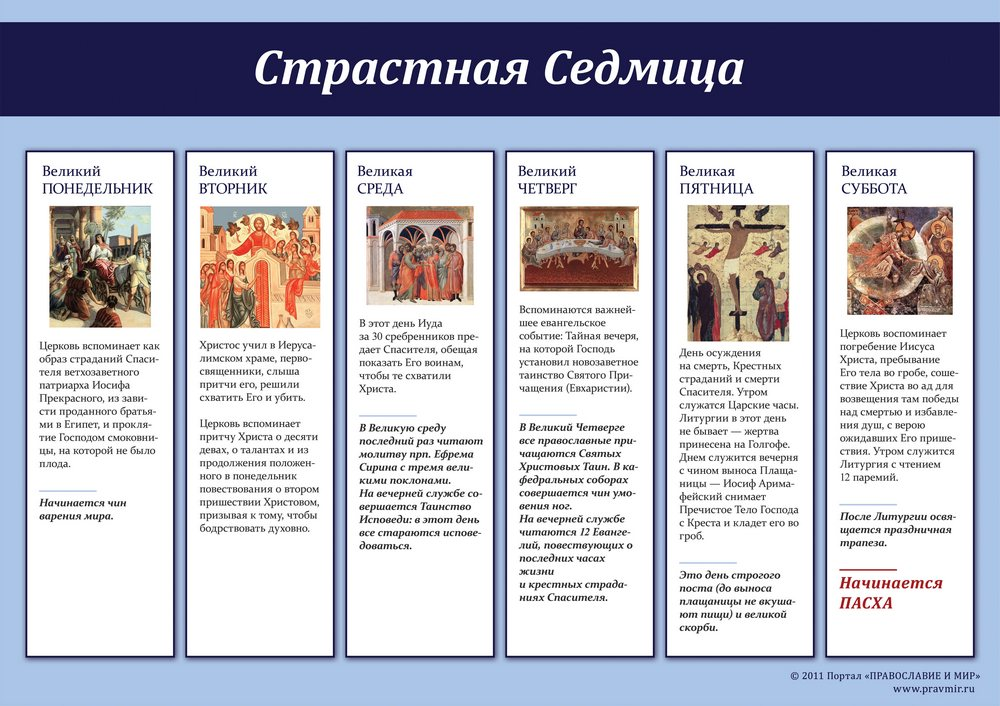 Страстная Седмица
Великий
ПОНЕДЕЛЬНИК
Церковь вспоминает как
образ страданий Спаси-
теля ветхозаветного
патриарха Иосифа
Прекрасного, из зави-
сти проданного братья-
ми в Египет, и прокля-
тие Господом смоковни-
цы, на которой не было
плода.
Начинается чин
варения мира.
Великий
ВТОРНИК
Христос учил в Иеруса-
лимском храме, перво-
священники, слыша
притчи его, решили
схватить Его и убить.
Церковь вспоминает
притчу Христа о десяти
девах, о талантах и из
продолжения положен-
ного в понедельник
повествования о втором
пришествии Христовом,
призывая к тому, чтобы
бодрствовать духовно.
Великая
СРЕДА
В этот день Иуда
за 30 сребренников пре-
дает Спасителя, обещая
показать Его воинам,
чтобы те схватили
Христа.
В Великую среду
последний раз читают
молитву прп. Ефрема
Сирина с тремя вели-
кими поклонами.
На вечерней службе со-
вершается Таинство
Исповеди: в этот день
все стараются испове-
доваться.
Великий
ЧЕТВЕРГ
Вспоминаются важней-
шее евангельское
событие: Тайная вечеря,
на которой Господь
установил новозаветное
таинство Святого При-
чащения (Евхаристии).
В Великий Четверге
все православные при-
чащаются Святых
Христовых Таин. В ка-
федральных соборах
совершается чин умо-
вения ног.
На вечерней службе
читаются 12 Еванге-
лий, повествующих о
последних часах
жизни
и крестных страда-
ниях Спасителя.
Великая
ПЯТНИЦА
День осуждения
на смерть, Крестных
страданий и смерти
Спасителя. Утром
служатся Царские часы.
Литургии в этот день
не бывает — жертва
принесена на Голгофе.
Днем служится вечерня
с чином выноса Плаща-
ницы — Иосиф Арима-
фейский снимает
Пречистое Тело Господа
с Креста и кладет его во
гроб.
Это день строгого
поста (до выноса
плащаницы не вкуша-
ют пищи) и великой
скорби.
Великая
СУББОТА
Церковь воспоминает
погребение Иисуса
Христа, пребывание
Его тела во гробе, соше-
ствие Христа во ад для
возвещения там победы
над смертью и избавле-
ния душ, с верою
ожидавших Его прише-
ствия. Утром служится
Литургия с чтением
12 паремий.
После Литургии освя-
щается праздничная
трапеза.
Начинается
ПАСХА
© 2011 Портал «ПРАВОСЛАВИЕ И МИР»
www.pravmir.ru